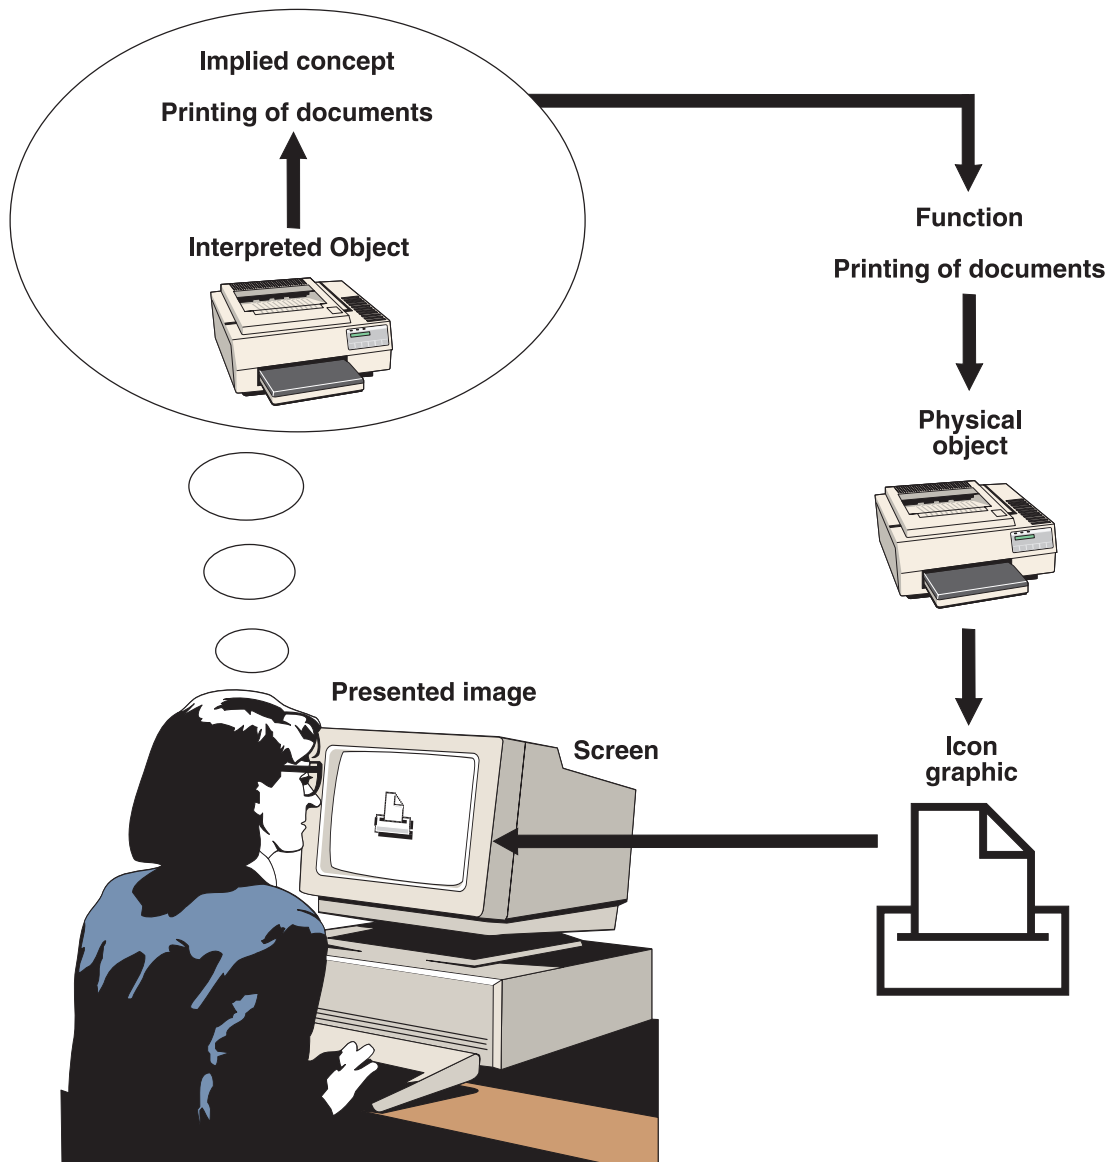 Implied concept
Printing of documents
Interpreted Object
Function
Printing of documents
Physical
object
Presented image
Screen
Icon
graphic